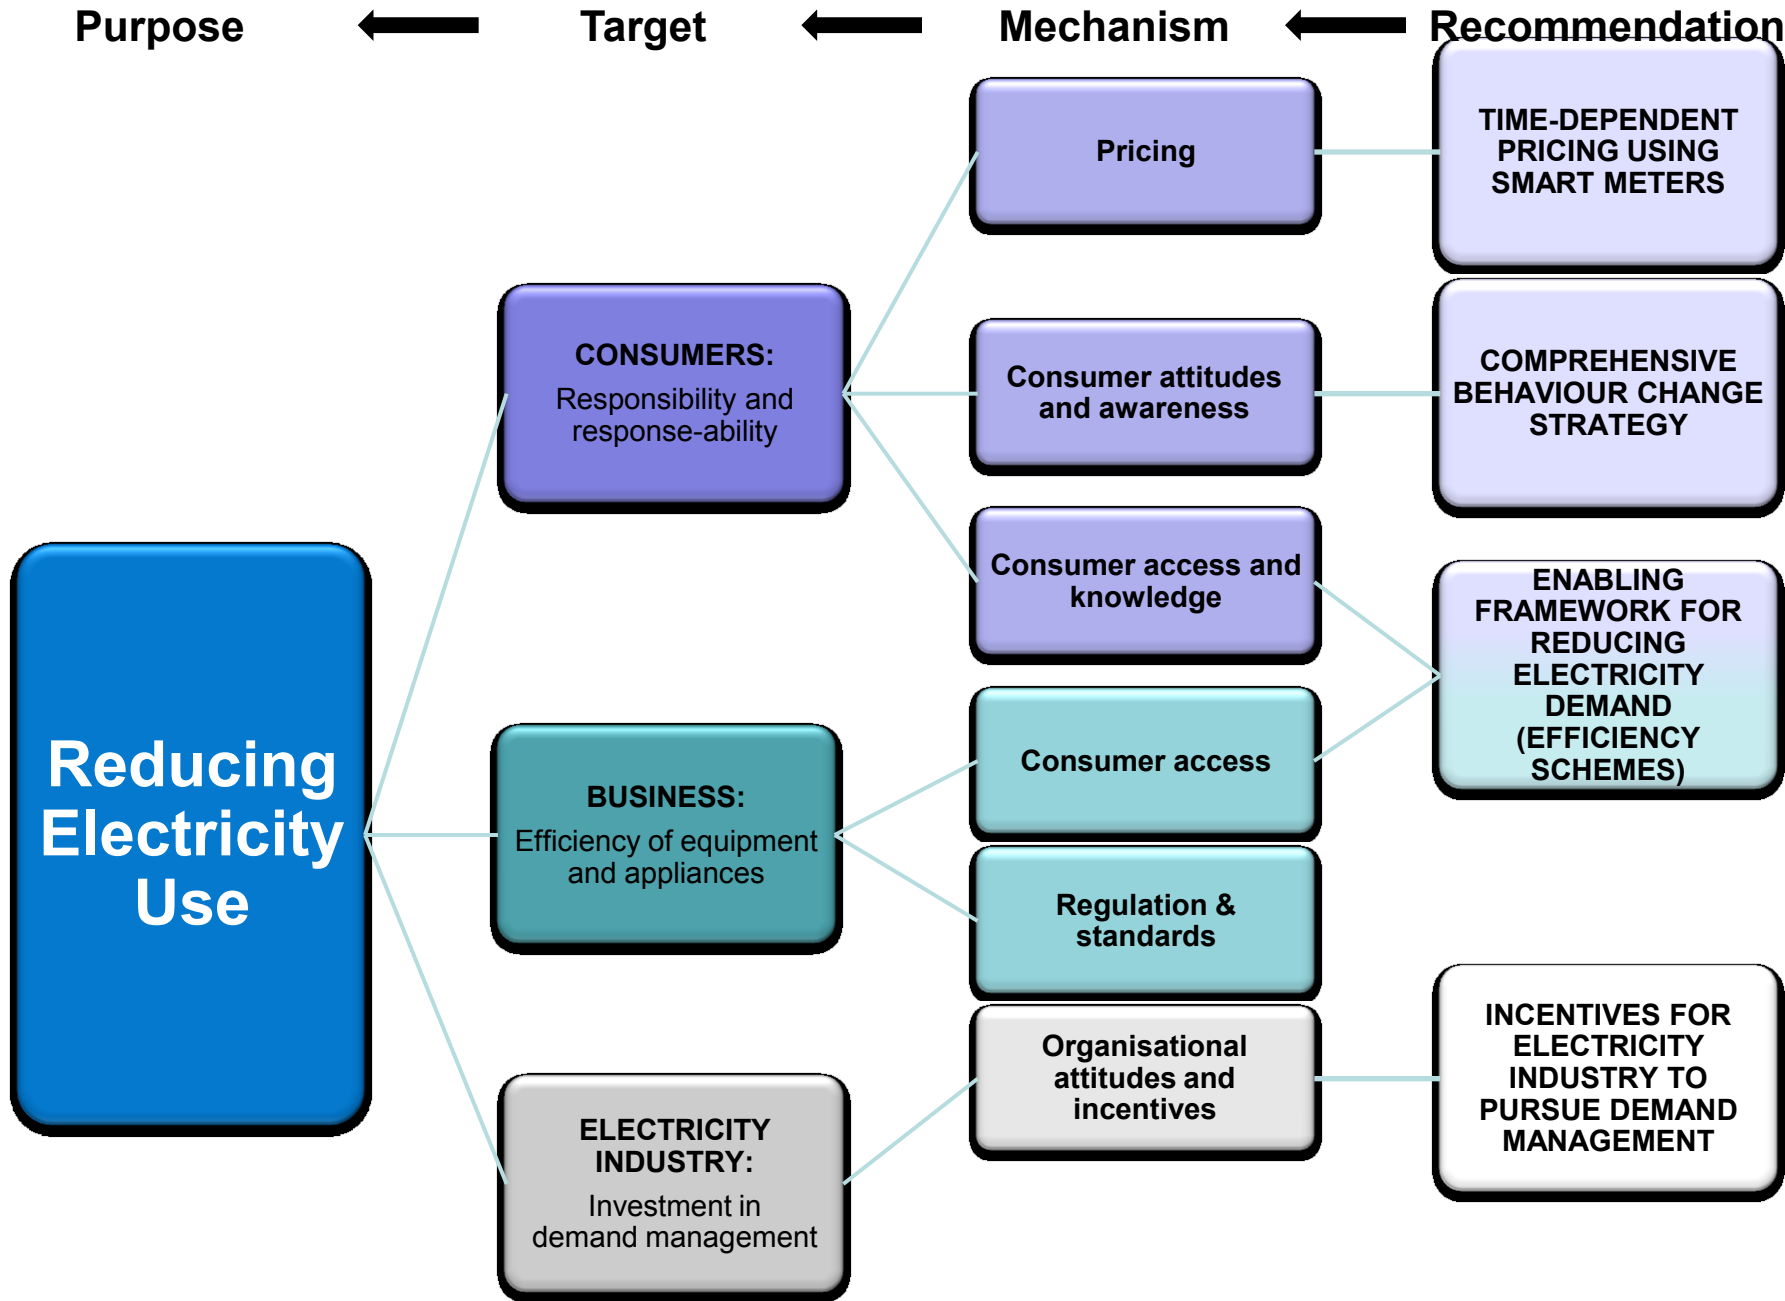 Purpose
Target
Mechanism
Recommendation
Reducing
Electricity
Use
CONSUMERS:
Responsibility and
response-ability
BUSINESS:
Efficiency of equipment
and appliances
ELECTRICITY
INDUSTRY:
Investment in
demand management
Pricing
Consumer attitudes
and awareness
Consumer access and
knowledge
Consumer access
Regulation &
standards
Organisational
attitudes and
incentives
TIME-DEPENDENT
PRICING USING
SMART METERS
COMPREHENSIVE
BEHAVIOUR CHANGE
STRATEGY
ENABLING
FRAMEWORK FOR
REDUCING
ELECTRICITY
DEMAND
(EFFICIENCY
SCHEMES)
INCENTIVES FOR
ELECTRICITY
INDUSTRY TO
PURSUE DEMAND
MANAGEMENT